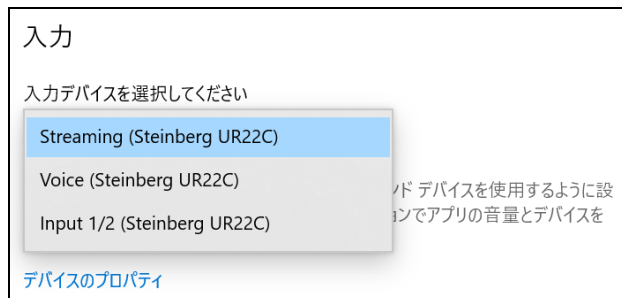 入力
入力デバイスを選択してください
Streaming (Steinberg UR22C)
Voice (Steinberg UR22C)
ド デバイスを使用するように設
Input 1/2 (Steinberg UR22C)
ンでアプリの音量とデバイスを
デバイスのプロパティ